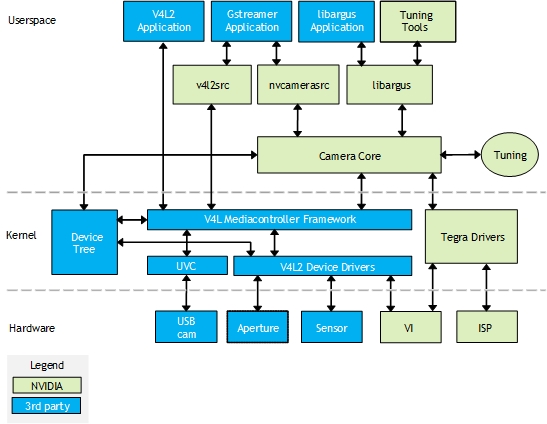 Userspace
V4L2
Application
Gstreamer
Application
libargus
Application
Tuning
Tools
v4l2src
nvcamerasrc
libargus
Camera Core
Tuning
Kernel
Device
Tree
V4L Mediacontroller Framework
Tegra Drivers
UVC
V4L2 Device Drivers
Hardware
USB
cam
Aperture
Sensor
VI
ISP
Legend
NVIDIA
3rd party